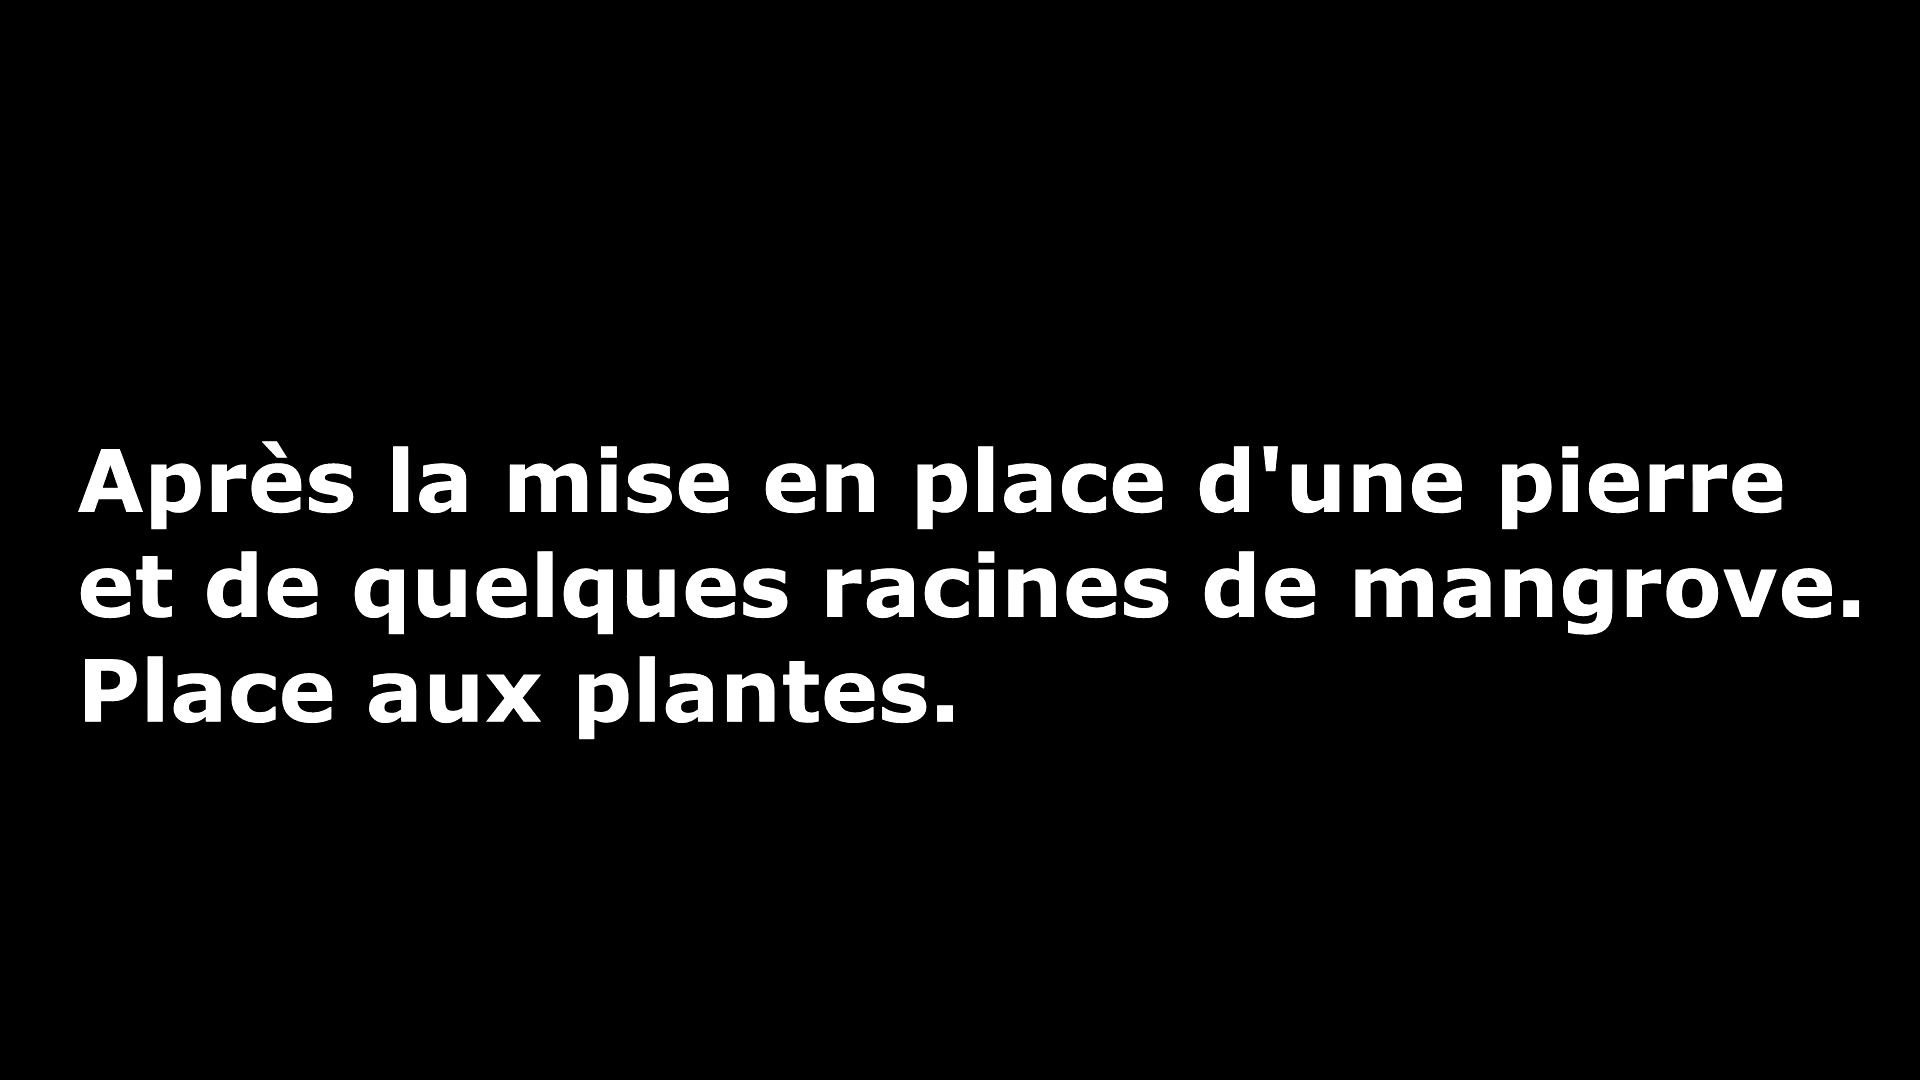 Après la mise en place d'une pierre
et de quelques racines de mangrove.
Place aux plantes.